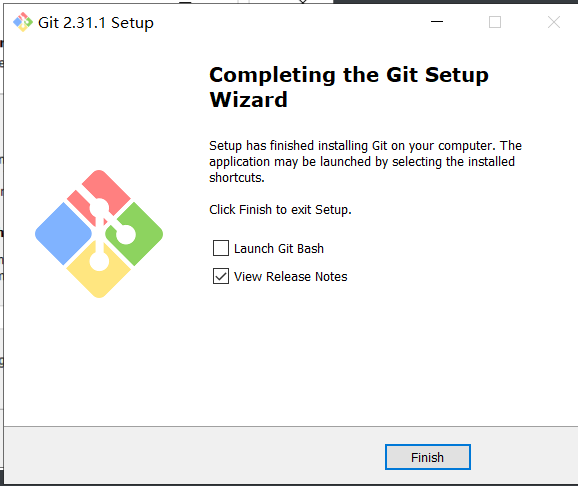 Git 2.31.1 Setup
Completing the Git Setup
Wizard
Setup has finished installing Git on your computer. The
application may be launched by selecting the installed
shortcuts.
Click Finish to exit Setup.
Launch Git Bash
View Release Notes
Finish